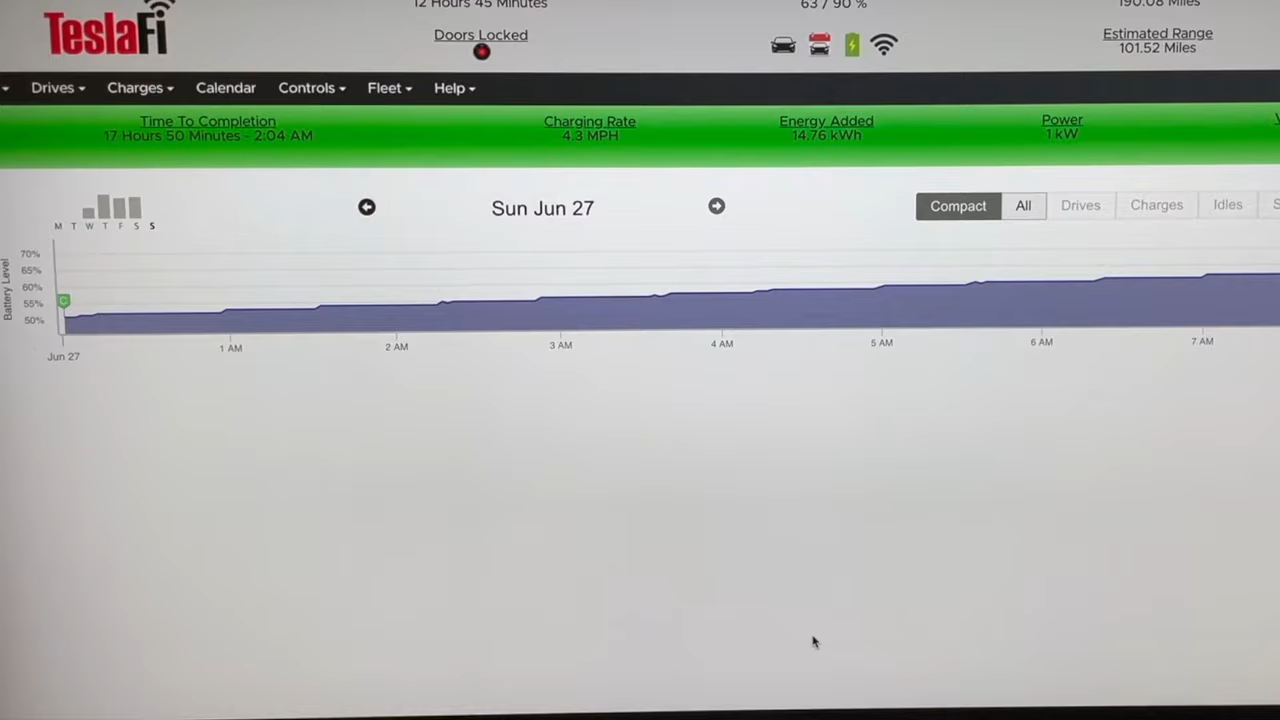 12 Hours 45 Minutes
63 / 90 %
190.08 Miles
TeslaFi
Doors Locked
Estimated Range
101.52 Miles
Drives
Charges
Calendar
Controls
Fleet
Help
Time To Completion
17 Hours 50 Minutes - 2:04 AM
Charging Rate
4.3 MPH
Energy Added
14.76 kWh
Power
1 kW
M T W T F S S
Sun Jun 27
Compact
All
Drives
Charges
Idles
S
Battery Level
70%
65%
60%
55%
50%
C
Jun 27
1 AM
2 AM
3 AM
4 AM
5 AM
6 AM
7 AM